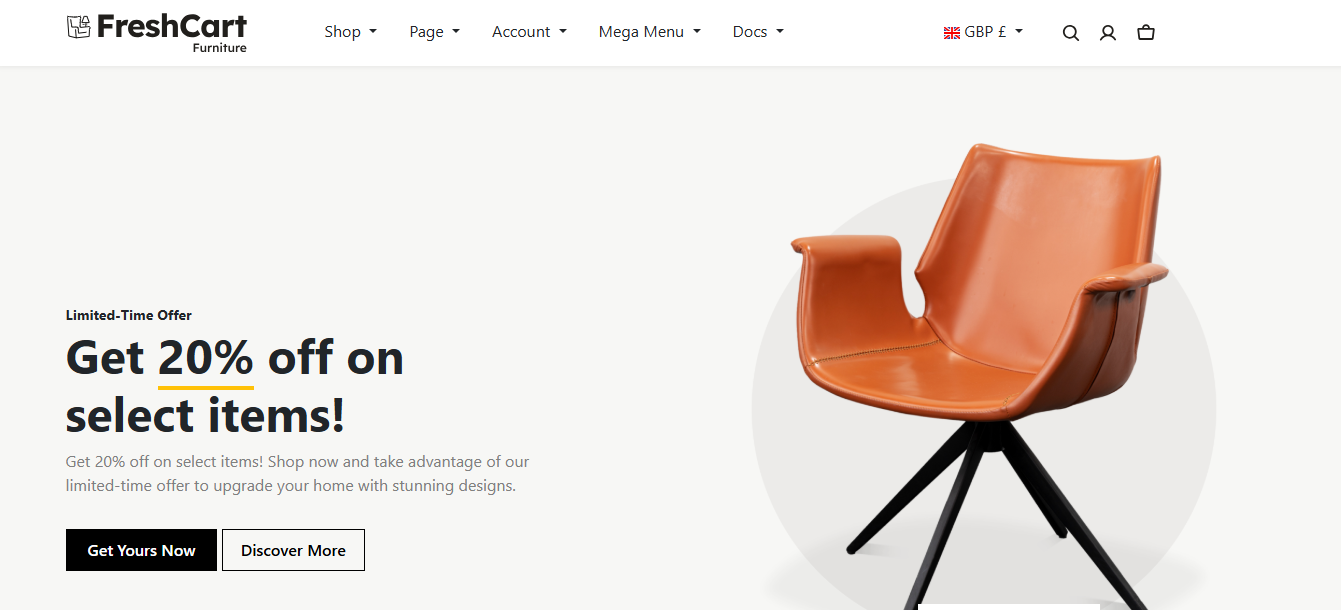 FreshCart
Furniture
Shop
Page
Account
Mega Menu
Docs
GBP £
Limited-Time Offer
Get 20% off on
select items!
Get 20% off on select items! Shop now and take advantage of our
limited-time offer to upgrade your home with stunning designs.
Get Yours Now
Discover More